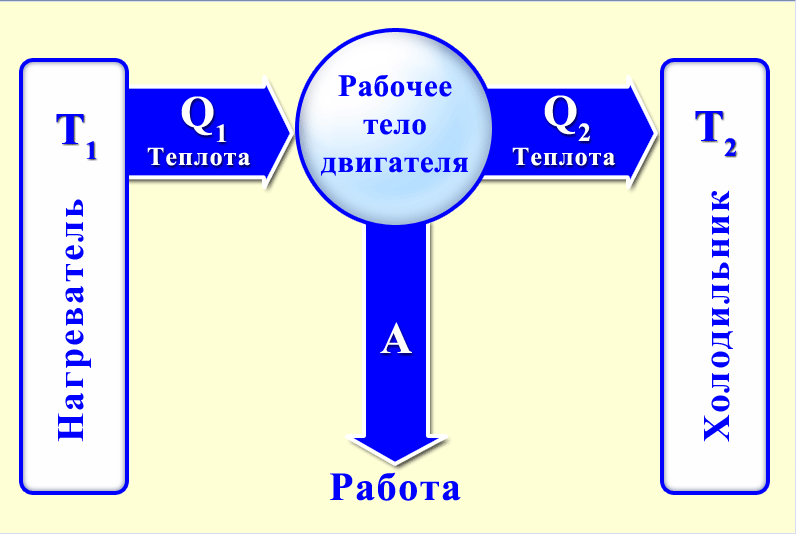 T1
Нагреватель
Q1
Теплота
Рабочее
тело
двигателя
Q2
Теплота
T2
Холодильник
A
Работа